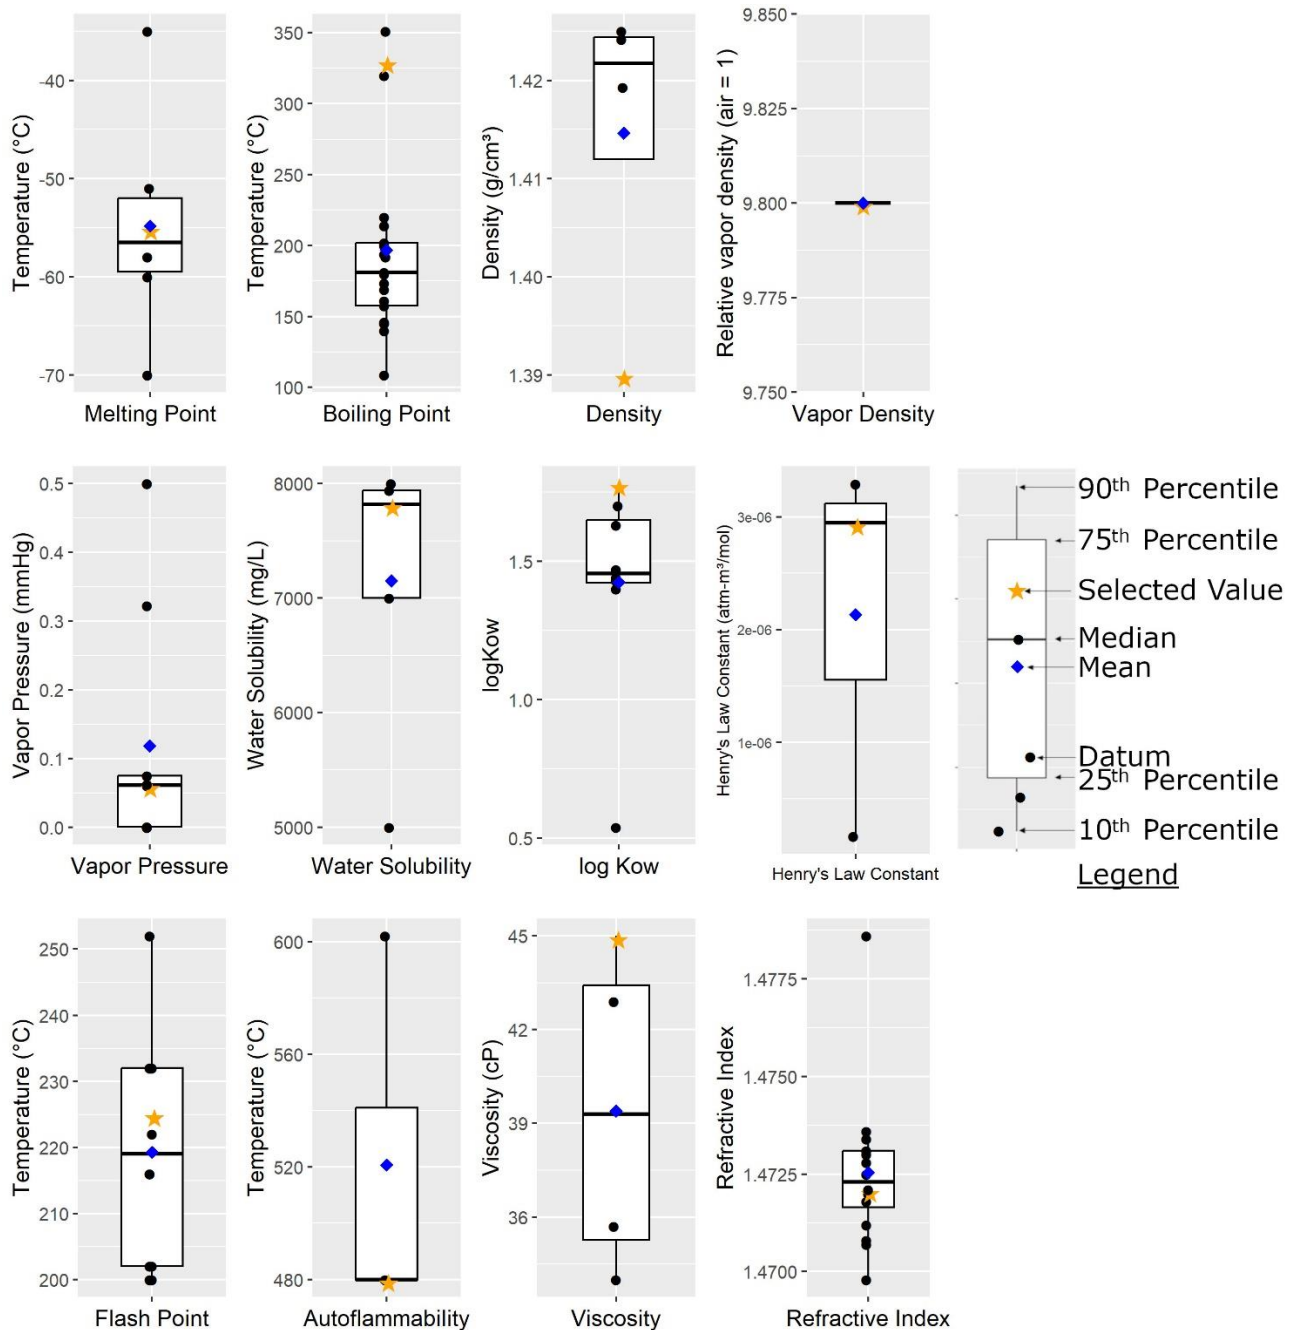 Temperature (°C)
-40
-50
-60
-70
Melting Point
Temperature (°C)
350
300
250
200
150
100
Boiling Point
Density (g/cm³)
1.42
1.41
1.40
1.39
Density
Relative vapor density (air = 1)
9.850
9.825
9.800
9.775
9.750
Vapor Density
Vapor Pressure (mmHg)
0.5
0.4
0.3
0.2
0.1
0.0
Vapor Pressure
Water Solubility (mg/L)
8000
7000
6000
5000
Water Solubility
logKow
1.5
1.0
0.5
log Kow
Henry's Law Constant (atm-m³/mol)
3e-06
2e-06
1e-06
Henry's Law Constant
90th Percentile
75th Percentile
Selected Value
Median
Mean
Datum
25th Percentile
10th Percentile
Legend
Temperature (°C)
250
240
230
220
210
200
Flash Point
Temperature (°C)
600
560
520
480
Autoflammability
Viscosity (cP)
45
42
39
36
Viscosity
Refractive Index
1.4775
1.4750
1.4725
1.4700
Refractive Index